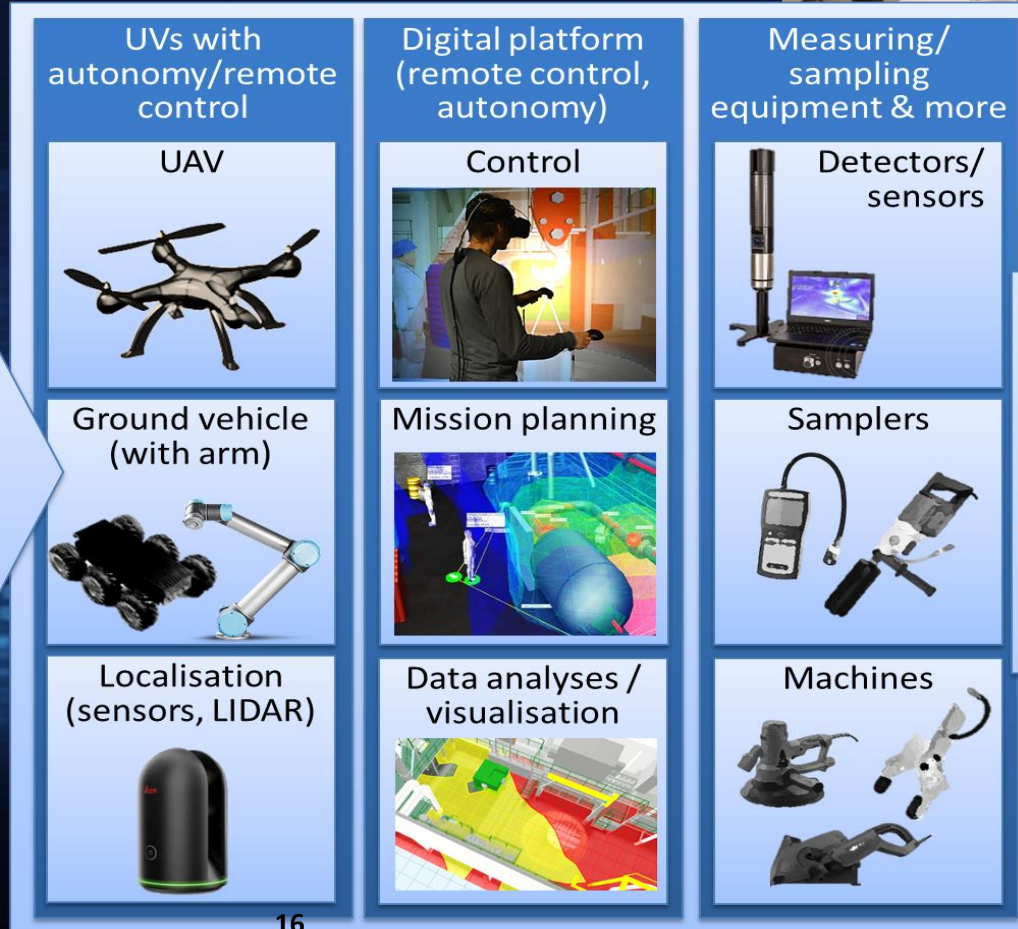 UVs with
autonomy/remote
control
UAV
Ground vehicle
(with arm)
Localisation
(sensors, LIDAR)
Digital platform
(remote control,
autonomy)
Control
Mission planning
Data analyses /
visualisation
Measuring/
sampling
equipment & more
Detectors/
sensors
Samplers
Machines
16